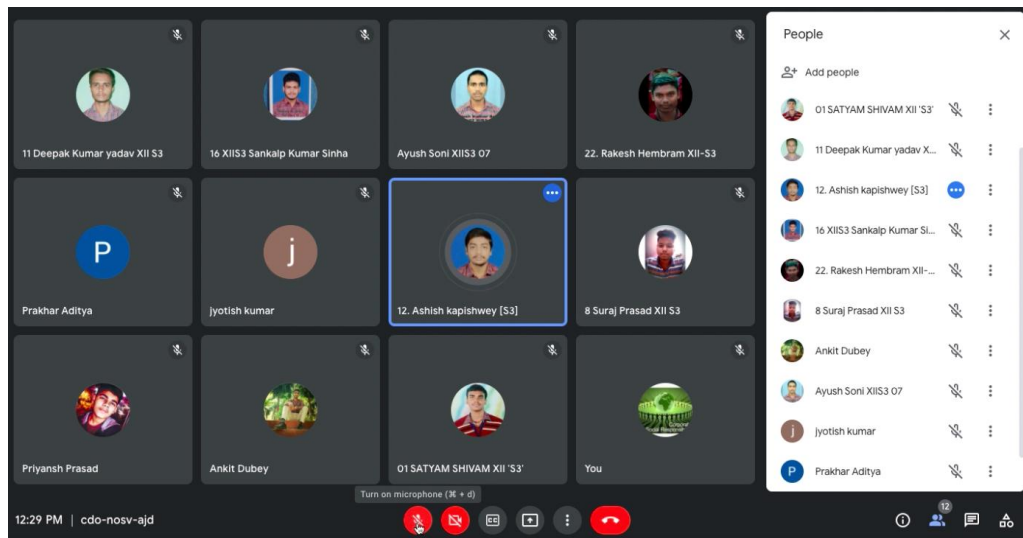 11 Deepak Kumar yadav XII S3
16 XIIS3 Sankalp Kumar Sinha
Ayush Soni XIIS3 07
22. Rakesh Hembram XII-S3
P
Prakhar Aditya
j
jyotish kumar
12. Ashish kapishwey [S3]
8 Suraj Prasad XII S3
Priyansh Prasad
Ankit Dubey
01 SATYAM SHIVAM XII 'S3'
You
Turn on microphone (⌘ + d)
12:29 PM | cdo-nosv-ajd
CC
12
People
Add people
01 SATYAM SHIVAM XII 'S3'
11 Deepak Kumar yadav X...
12. Ashish kapishwey [S3]
16 XIIS3 Sankalp Kumar Si...
22. Rakesh Hembram XII-...
8 Suraj Prasad XII S3
Ankit Dubey
Ayush Soni XIIS3 07
j
jyotish kumar
P
Prakhar Aditya